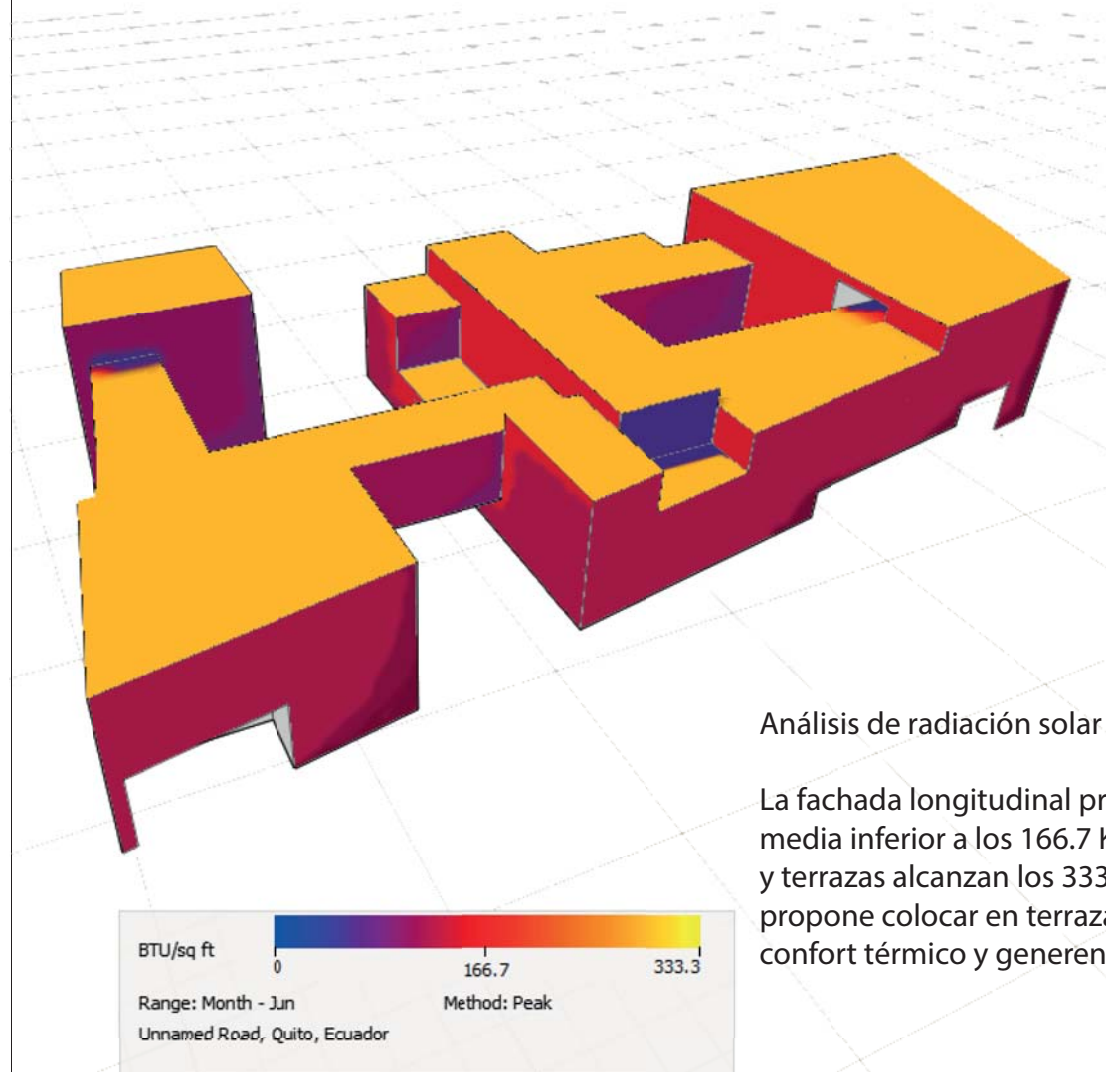 Análisis de radiación solar
La fachada longitudinal pr
media inferior a los 166.7 K
y terrazas alcanzan los 333
propone colocar en terraza
confort térmico y generen
BTU/sq ft
0 166.7 333.3
Range: Month - Jun Method: Peak
Unnamed Road, Quito, Ecuador